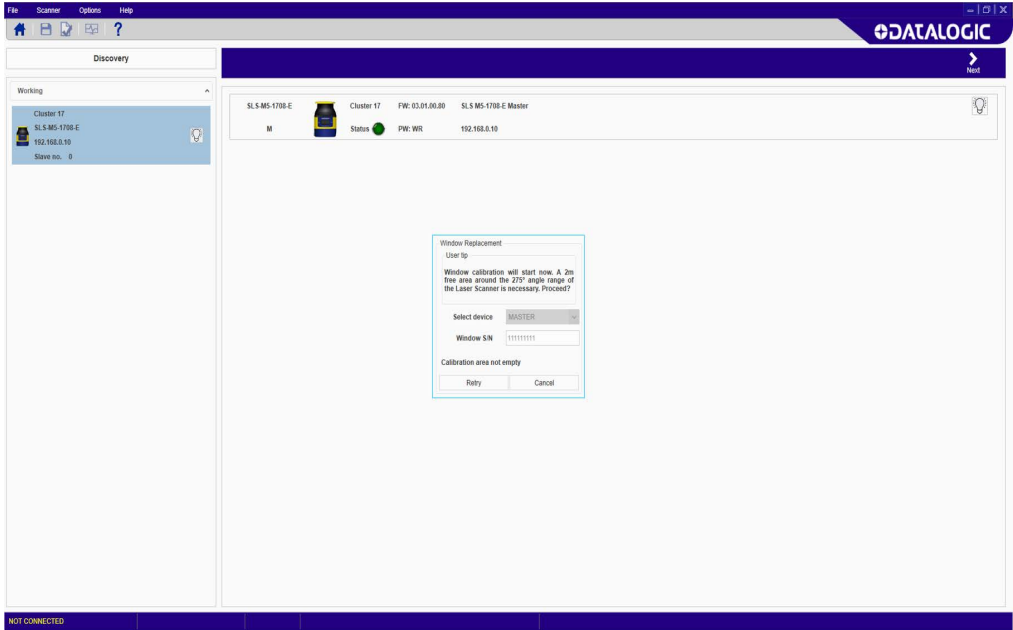 File Scanner Options Help
DATALOGIC
Discovery
Next
Working
Cluster 17
SLS-M5-1708-E
192.168.0.10
Slave no. 0
SLS-M5-1708-E Cluster 17 FW: 03.01.00.80 SLS M5-1708-E Master
M Status PW: WR 192.168.0.10
Window Replacement
User tip
Window calibration will start now. A 2m
free area around the 275° angle range of
the Laser Scanner is necessary. Proceed?
Select device MASTER
Window S/N 111111111
Calibration area not empty
Retry Cancel
NOT CONNECTED